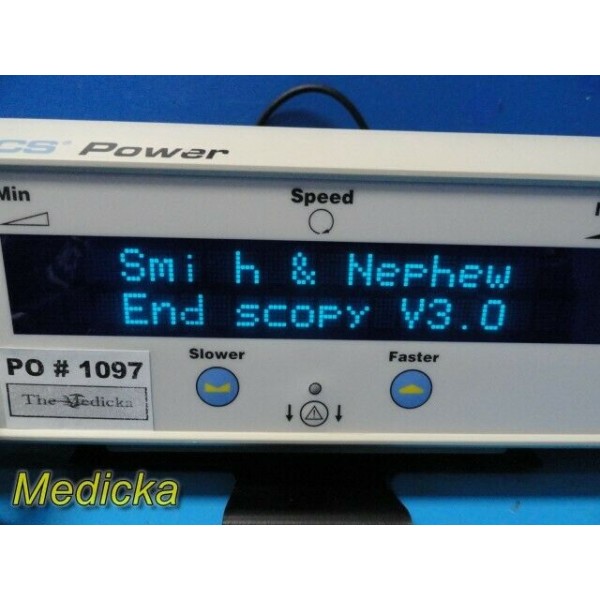 CS® Power
Min
Speed
Smi h & Nephew
End scopy V3.0
Slower
Faster
PO # 1097
The Medicka
Medicka